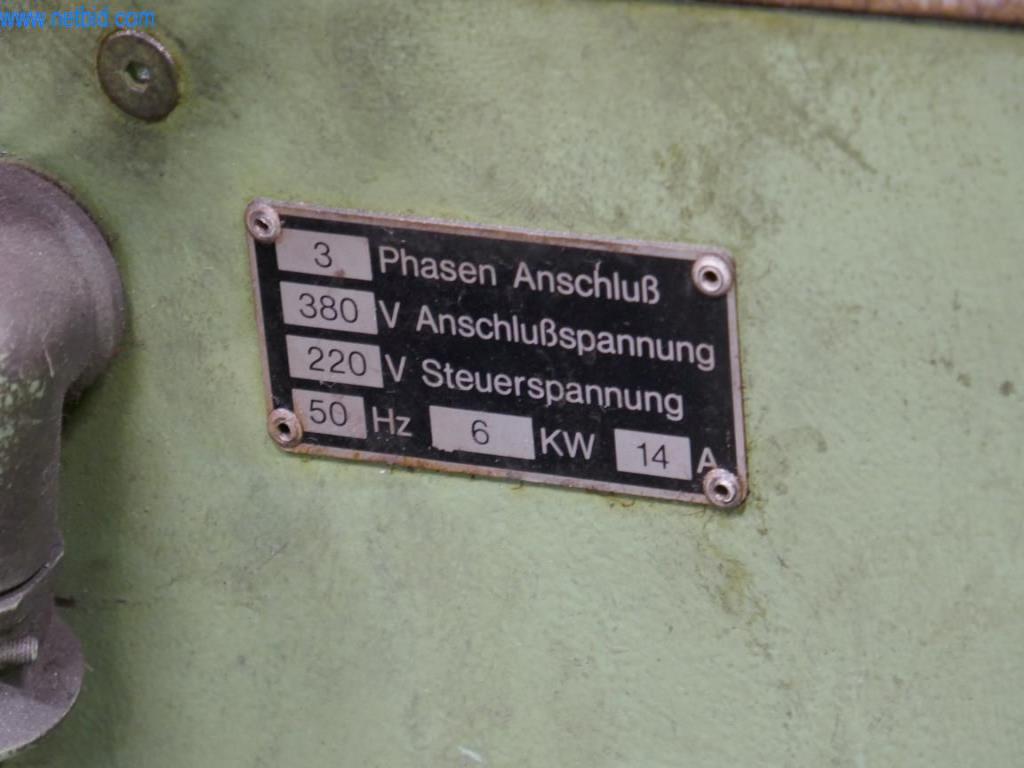 www.netbid.com
3 Phasen Anschluß
380 V Anschlußspannung
220 V Steuerspannung
50 Hz 6 KW 14 A